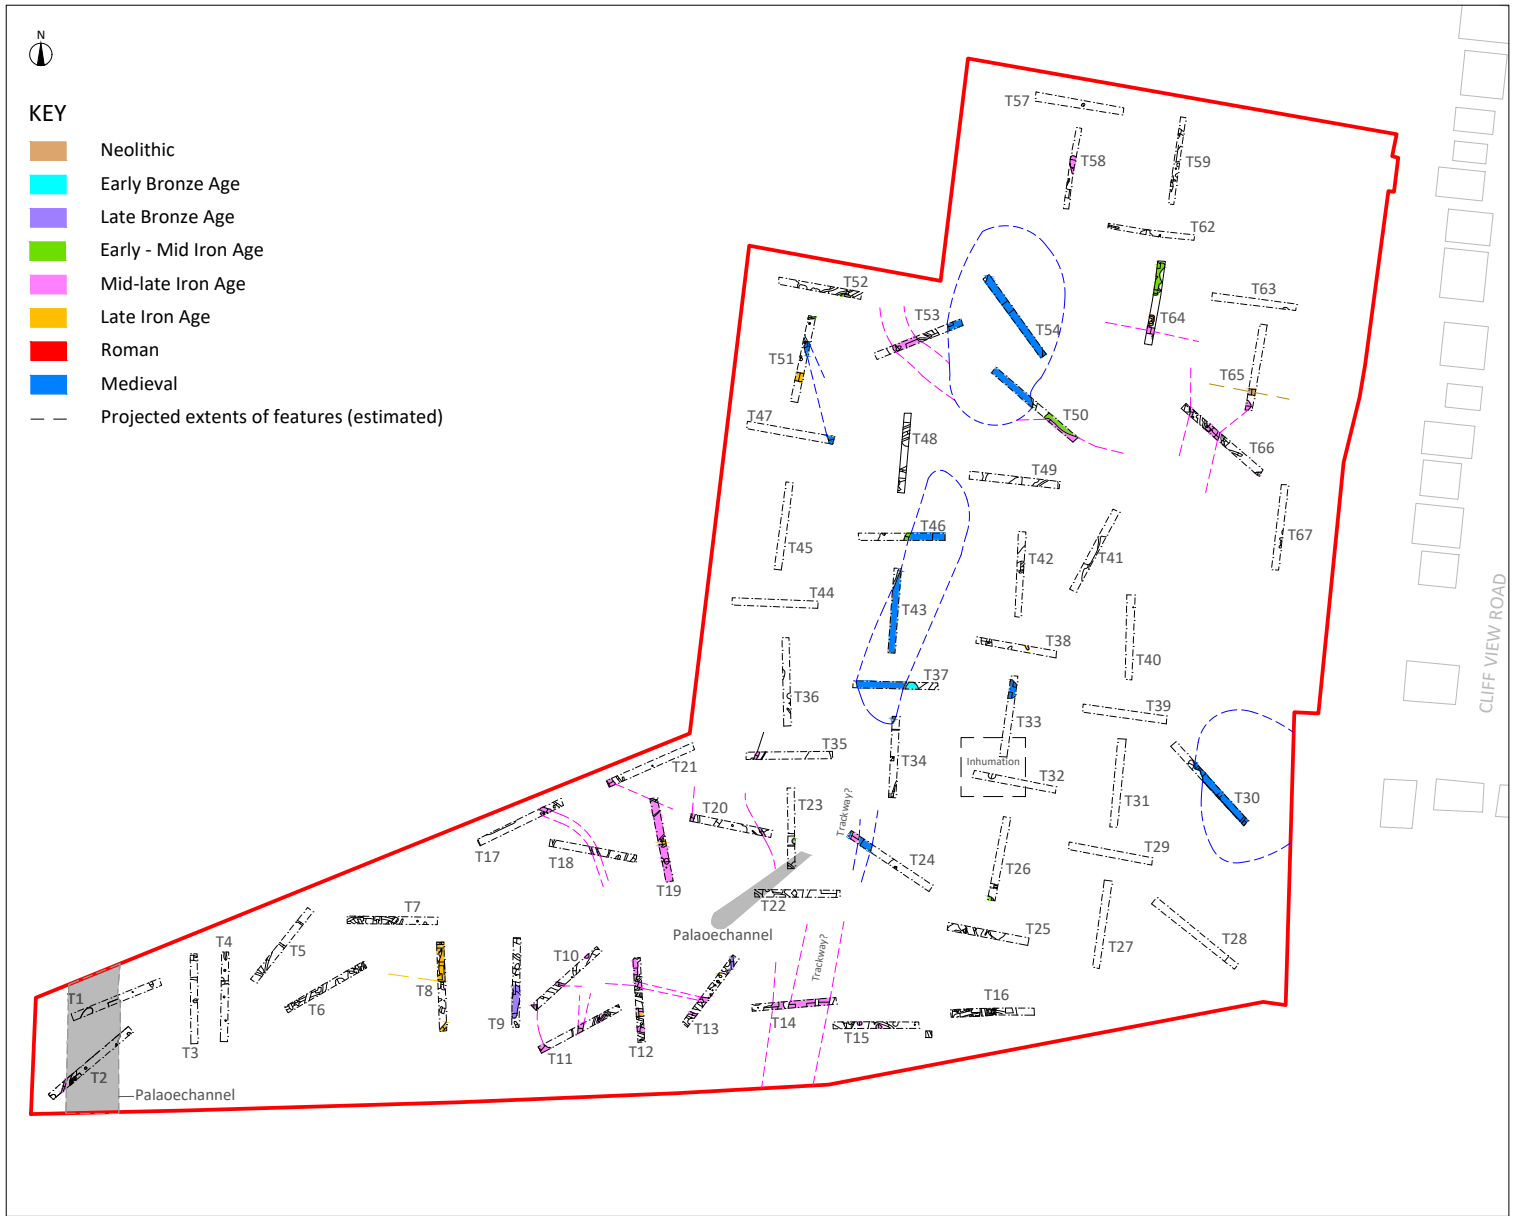 N
KEY
Neolithic
Early Bronze Age
Late Bronze Age
Early - Mid Iron Age
Mid-late Iron Age
Late Iron Age
Roman
Medieval
Projected extents of features (estimated)
T57
T58
T59
T62
T52
T53
T54
T64
T63
T51
T65
T50
T47
T48
T66
T49
T46
T45
T42
T41
T67
T44
T43
T38
T40
CLIFF VIEW ROAD
T37
T36
T33
T39
T35
T34
Inhumation
T32
T21
T31
T30
T20
T23
Trackway?
T17
T18
T24
T29
T19
T26
T22
T7
Palaoechannel
T25
T27
T28
T4
T5
T10
Trackway?
T8
T1
T6
T9
T14
T16
T13
T15
T3
T11
T12
T2
Palaoechannel